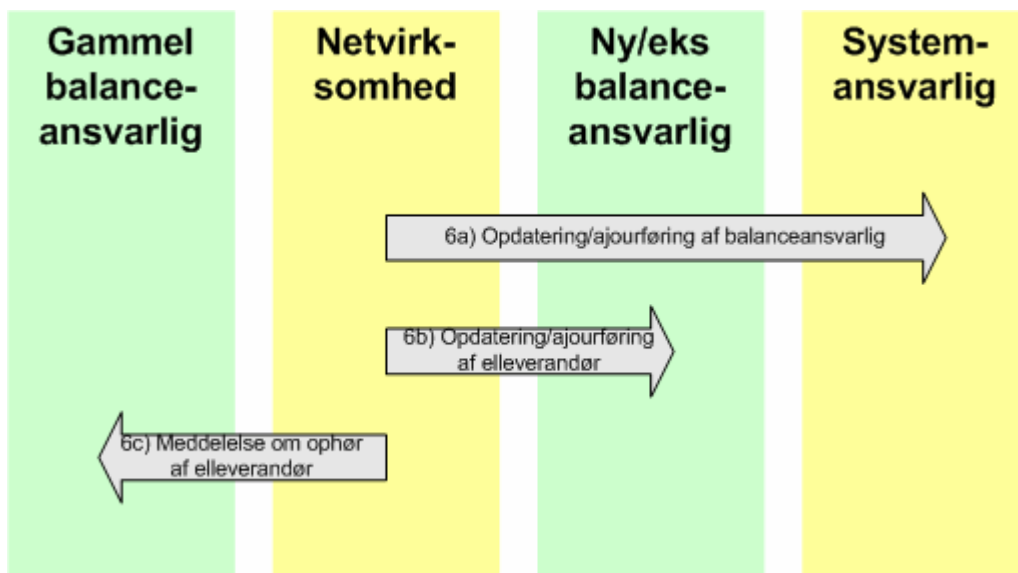 Gammel
balance-
ansvarlig
Netvirk-
somhed
Ny/eks
balance-
ansvarlig
System-
ansvarlig
6a) Opdatering/ajourføring af balanceansvarlig
6b) Opdatering/ajourføring
af elleverandør
6c) Meddelelse om ophør
af elleverandør